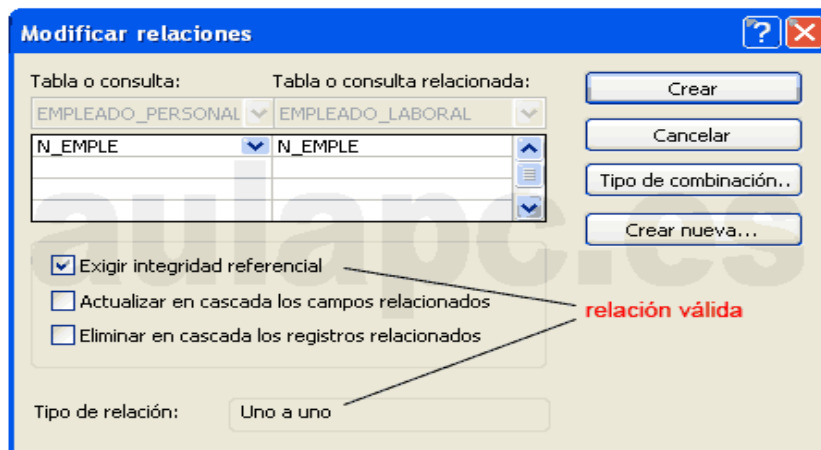 Modificar relaciones
Tabla o consulta: Tabla o consulta relacionada:
EMPLEADO_PERSONAL EMPLEADO_LABORAL
N_EMPLE N_EMPLE
Crear
Cancelar
Tipo de combinación..
Crear nueva...
aulapc.es
Exigir integridad referencial
Actualizar en cascada los campos relacionados
Eliminar en cascada los registros relacionados
relación válida
Tipo de relación: Uno a uno